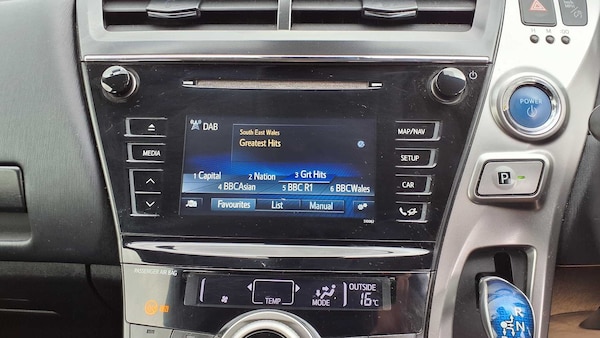 DAB
South East Wales
Greatest Hits
1 Capital 2 Nation 3 Grt Hits
4 BBCAsian 5 BBC R1 6 BBCWales
Favourites List Manual
MEDIA
MAP/NAV
SETUP
CAR
POWER
P
PASSENGER AIR BAG
TEMP
MODE
OUTSIDE
16°C
R
N